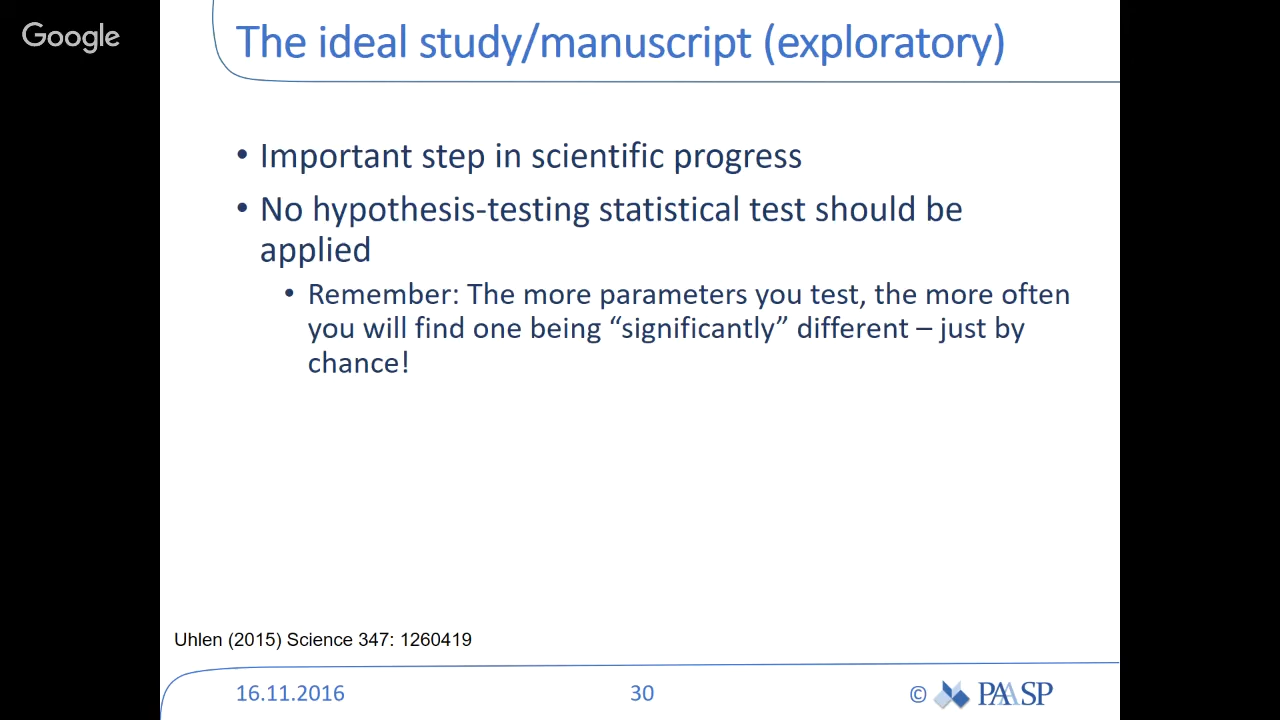 Google
The ideal study/manuscript (exploratory)
• Important step in scientific progress
• No hypothesis-testing statistical test should be
applied
• Remember: The more parameters you test, the more often
you will find one being “significantly” different – just by
chance!
Uhlen (2015) Science 347: 1260419
16.11.2016
30
© PAASP